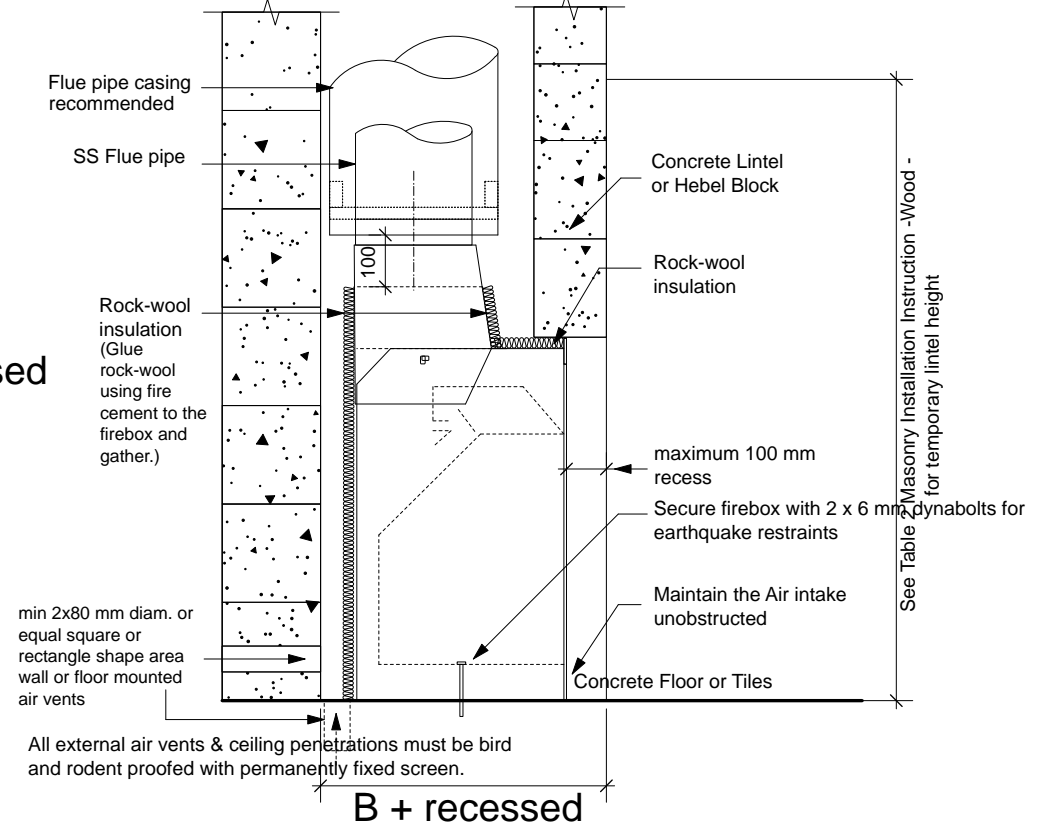 Flue pipe casing
recommended
SS Flue pipe
Concrete Lintel
or Hebel Block
100
Rock-wool
insulation
Rock-wool
insulation
(Glue
rock-wool
using fire
cement to the
firebox and
gather.)
sed
See Table 2 Masonry Installation Instruction -Wood -
for temporary lintel height
maximum 100 mm
recess
Secure firebox with 2 x 6 mm dynabolts for
earthquake restraints
Maintain the Air intake
unobstructed
min 2x80 mm diam. or
equal square or
rectangle shape area
wall or floor mounted
air vents
Concrete Floor or Tiles
All external air vents & ceiling penetrations must be bird
and rodent proofed with permanently fixed screen.
B + recessed